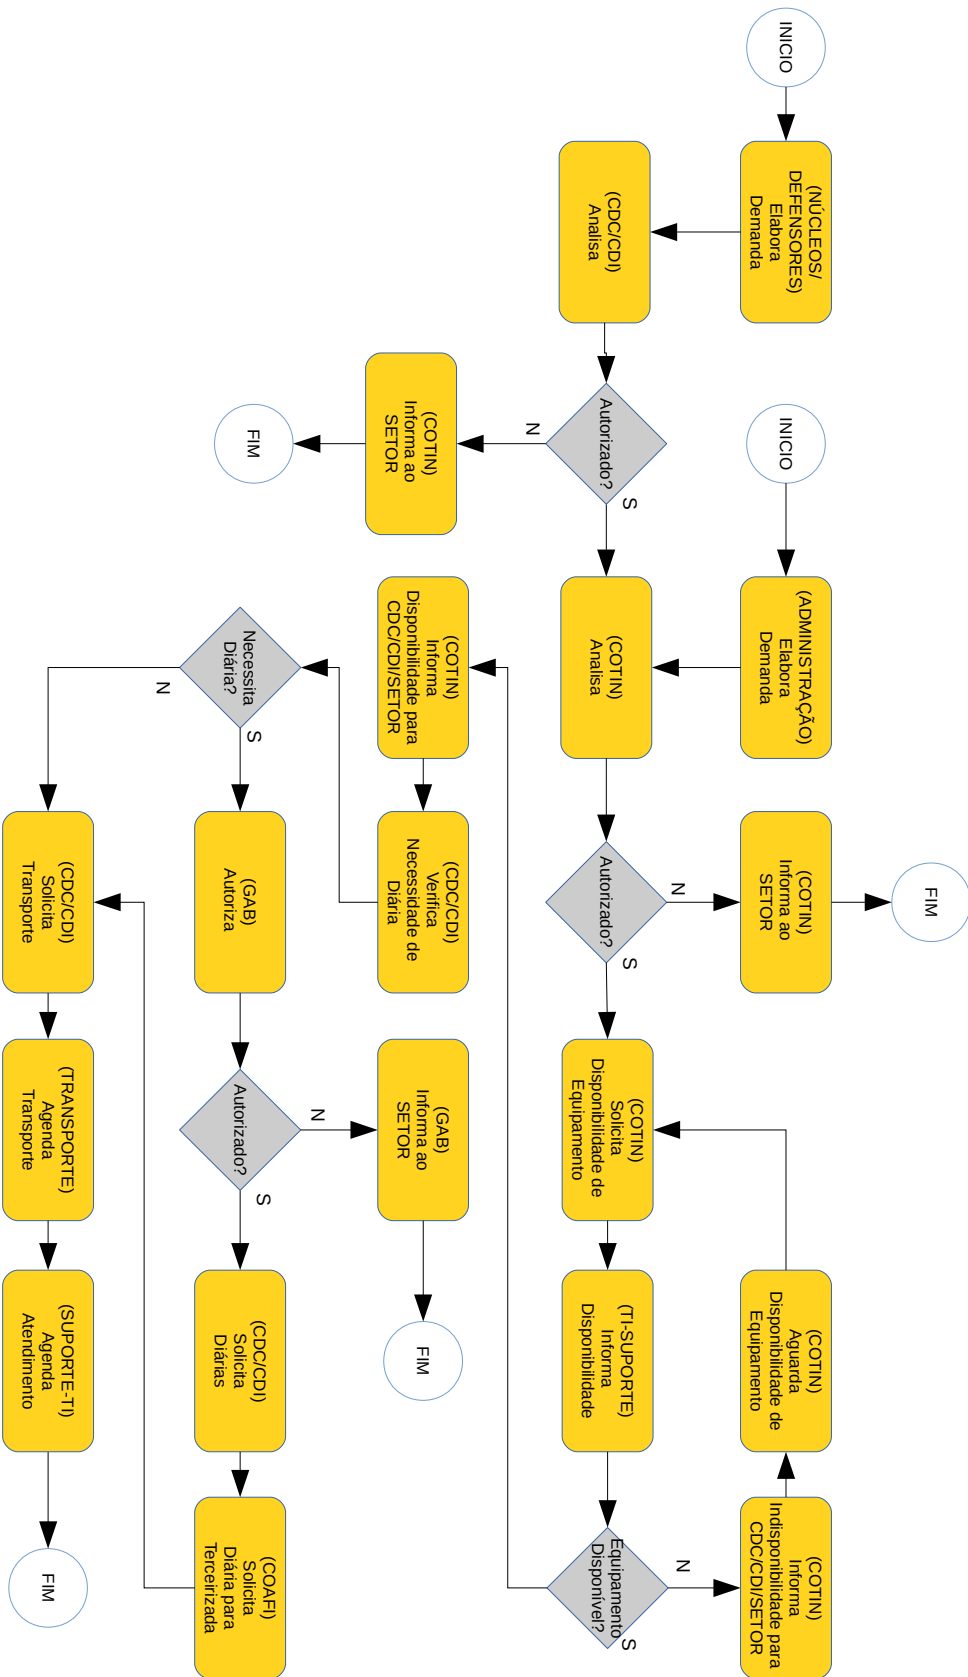 INICIO
(NÚCLEOS/
DEFENSORES)
Elabora
Demanda
(CDC/CDI)
Analisa
Autorizado?
N
S
(COTIN)
Informa ao
SETOR
FIM
INICIO
(ADMINISTRAÇÃO)
Elabora
Demanda
(COTIN)
Analisa
Autorizado?
N
S
(COTIN)
Informa ao
SETOR
FIM
(COTIN)
Solicita
Disponibilidade de
Equipamento
(TI-SUPORTE)
Informa
Disponibilidade
Equipamento
Disponível?
N
S
(COTIN)
Informa
Indisponibilidade para
CDC/CDI/SETOR
(COTIN)
Aguarda
Disponibilidade de
Equipamento
(COTIN)
Informa
Disponibilidade para
CDC/CDI/SETOR
(CDC/CDI)
Verifica
Necessidade de
Diária
Necessita
Diária?
N
S
(GAB)
Autoriza
Autorizado?
N
S
(GAB)
Informa ao
SETOR
FIM
(CDC/CDI)
Solicita
Diárias
(COAFI)
Solicita
Diária para
Terceirizada
(CDC/CDI)
Solicita
Transporte
(TRANSPORTE)
Agenda
Transporte
(SUPORTE-TI)
Agenda
Atendimento
FIM